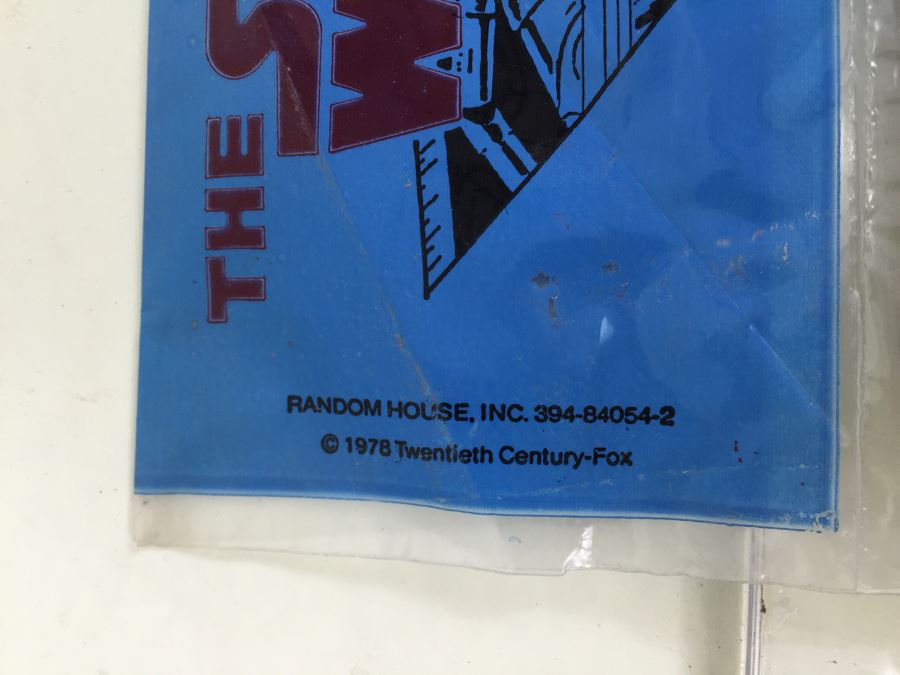 THE S
W
RANDOM HOUSE, INC. 394-84054-2
© 1978 Twentieth Century-Fox